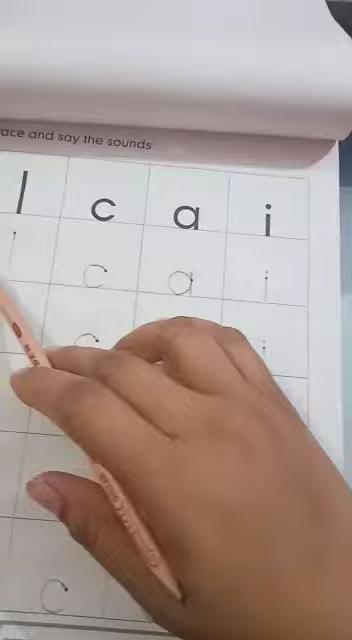 ace and say the sounds
l c a i
c a i
c i
c